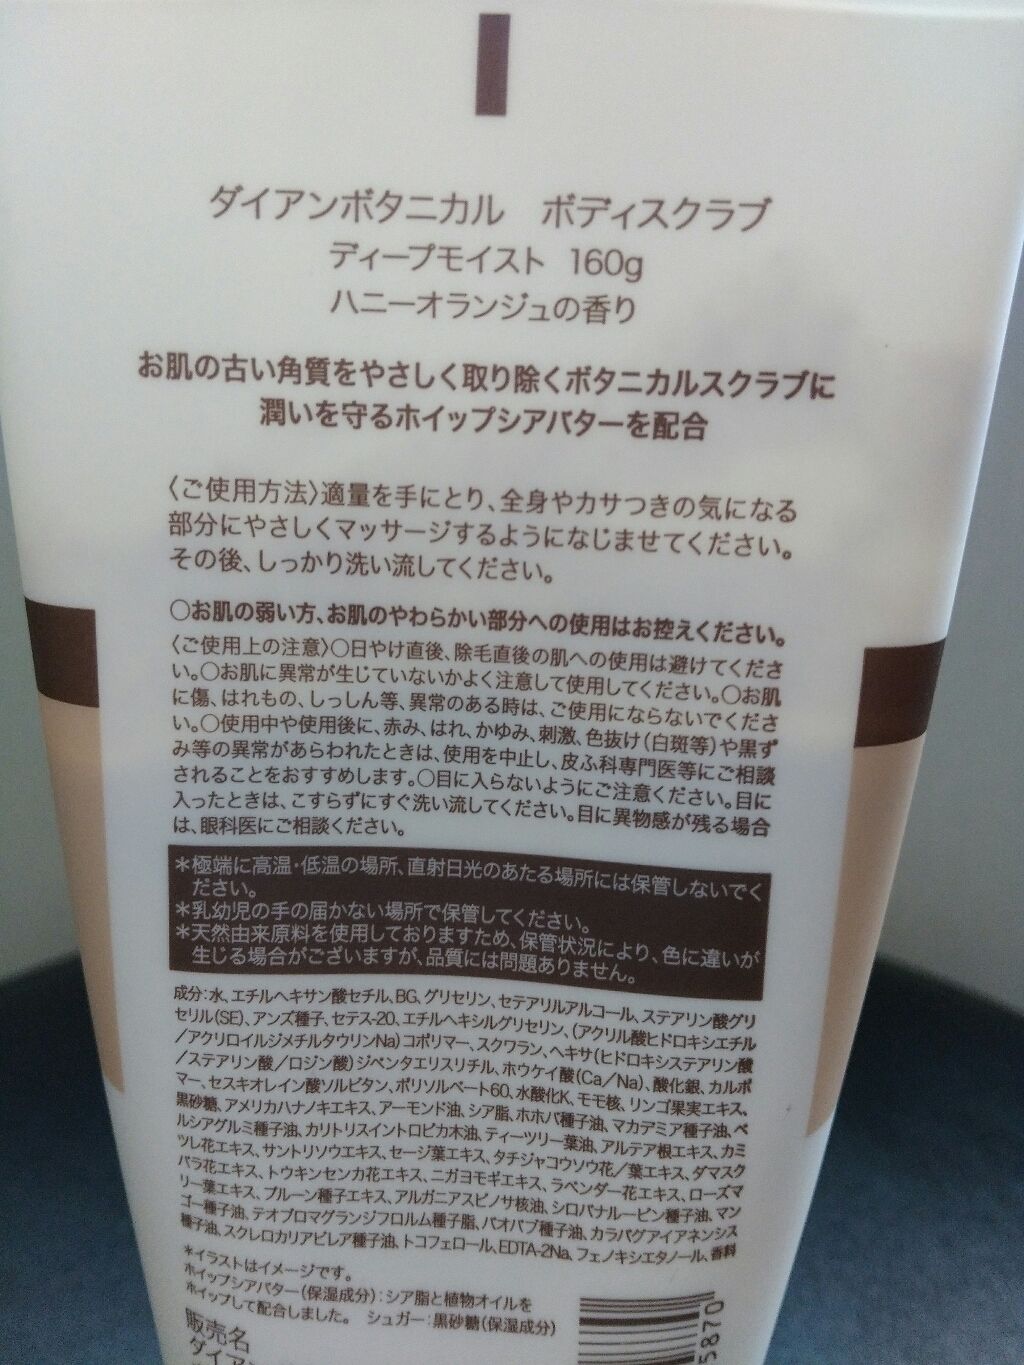 ダイアンボタニカル ボディスクラブ
ディープモイスト 160g
ハニーオランジュの香り
お肌の古い角質をやさしく取り除くボタニカルスクラブに
潤いを守るホイップシアバターを配合
〈ご使用方法〉適量を手にとり、全身やカサつきの気になる
部分にやさしくマッサージするようになじませてください。
その後、しっかり洗い流してください。
○お肌の弱い方、お肌のやわらかい部分への使用はお控えください。
〈ご使用上の注意〉○日やけ直後、除毛直後の肌への使用は避けてくださ
い。○お肌に異常が生じていないかよく注意して使用してください。○お肌
に傷、はれもの、しっしん等、異常のある時は、ご使用にならないでくださ
い。○使用中や使用後に、赤み、はれ、かゆみ、刺激、色抜け(白斑等)や黒ず
み等の異常があらわれたときは、使用を中止し、皮ふ科専門医等にご相談
されることをおすすめします。○目に入らないようにご注意ください。目に
入ったときは、こすらずにすぐ洗い流してください。目に異物感が残る場合
は、眼科医にご相談ください。
＊極端に高温・低温の場所、直射日光のあたる場所には保管しないでく
ださい。
＊乳幼児の手の届かない場所で保管してください。
＊天然由来原料を使用しておりますため、保管状況により、色に違いが
生じる場合がございますが、品質には問題ありません。
成分：水、エチルヘキサン酸セチル、BG、グリセリン、セテアリルアルコール、ステアリン酸グリ
セリル(SE)、アンズ種子、セテス-20、エチルヘキシルグリセリン、(アクリル酸ヒドロキシエチル
／アクリロイルジメチルタウリンNa)コポリマー、スクワラン、ヘキサ(ヒドロキシステアリン酸
／ステアリン酸／ロジン酸)ジペンタエリスリチル、ホウケイ酸(Ca／Na)、酸化銀、カルボ
マー、セスキオレイン酸ソルビタン、ポリソルベート60、水酸化K、モモ核、リンゴ果実エキス、
黒砂糖、アメリカハナノキエキス、アーモンド油、シア脂、ホホバ種子油、マカデミア種子油、ペ
ルシアグルミ種子油、カリトリスイントロピカ木油、ティーツリー葉油、アルテア根エキス、カミ
ツレ花エキス、サントリソウエキス、セージ葉エキス、タチジャコウソウ花／葉エキス、ダマスク
バラ花エキス、トウキンセンカ花エキス、ニガヨモギエキス、ラベンダー花エキス、ローズマ
リー葉エキス、プルーン種子エキス、アルガニアスピノサ核油、シロバナルーピン種子油、マン
ゴー種子油、テオブロマグランジフロルム種子脂、バオバブ種子油、カラパグアイアネンシス
種子油、スクレロカリアビレア種子油、トコフェロール、EDTA-2Na、フェノキシエタノール、香料
＊イラストはイメージです。
ホイップシアバター(保湿成分)：シア脂と植物オイルを
ホイップして配合しました。 シュガー：黒砂糖(保湿成分)
販売名
ダイア
5870